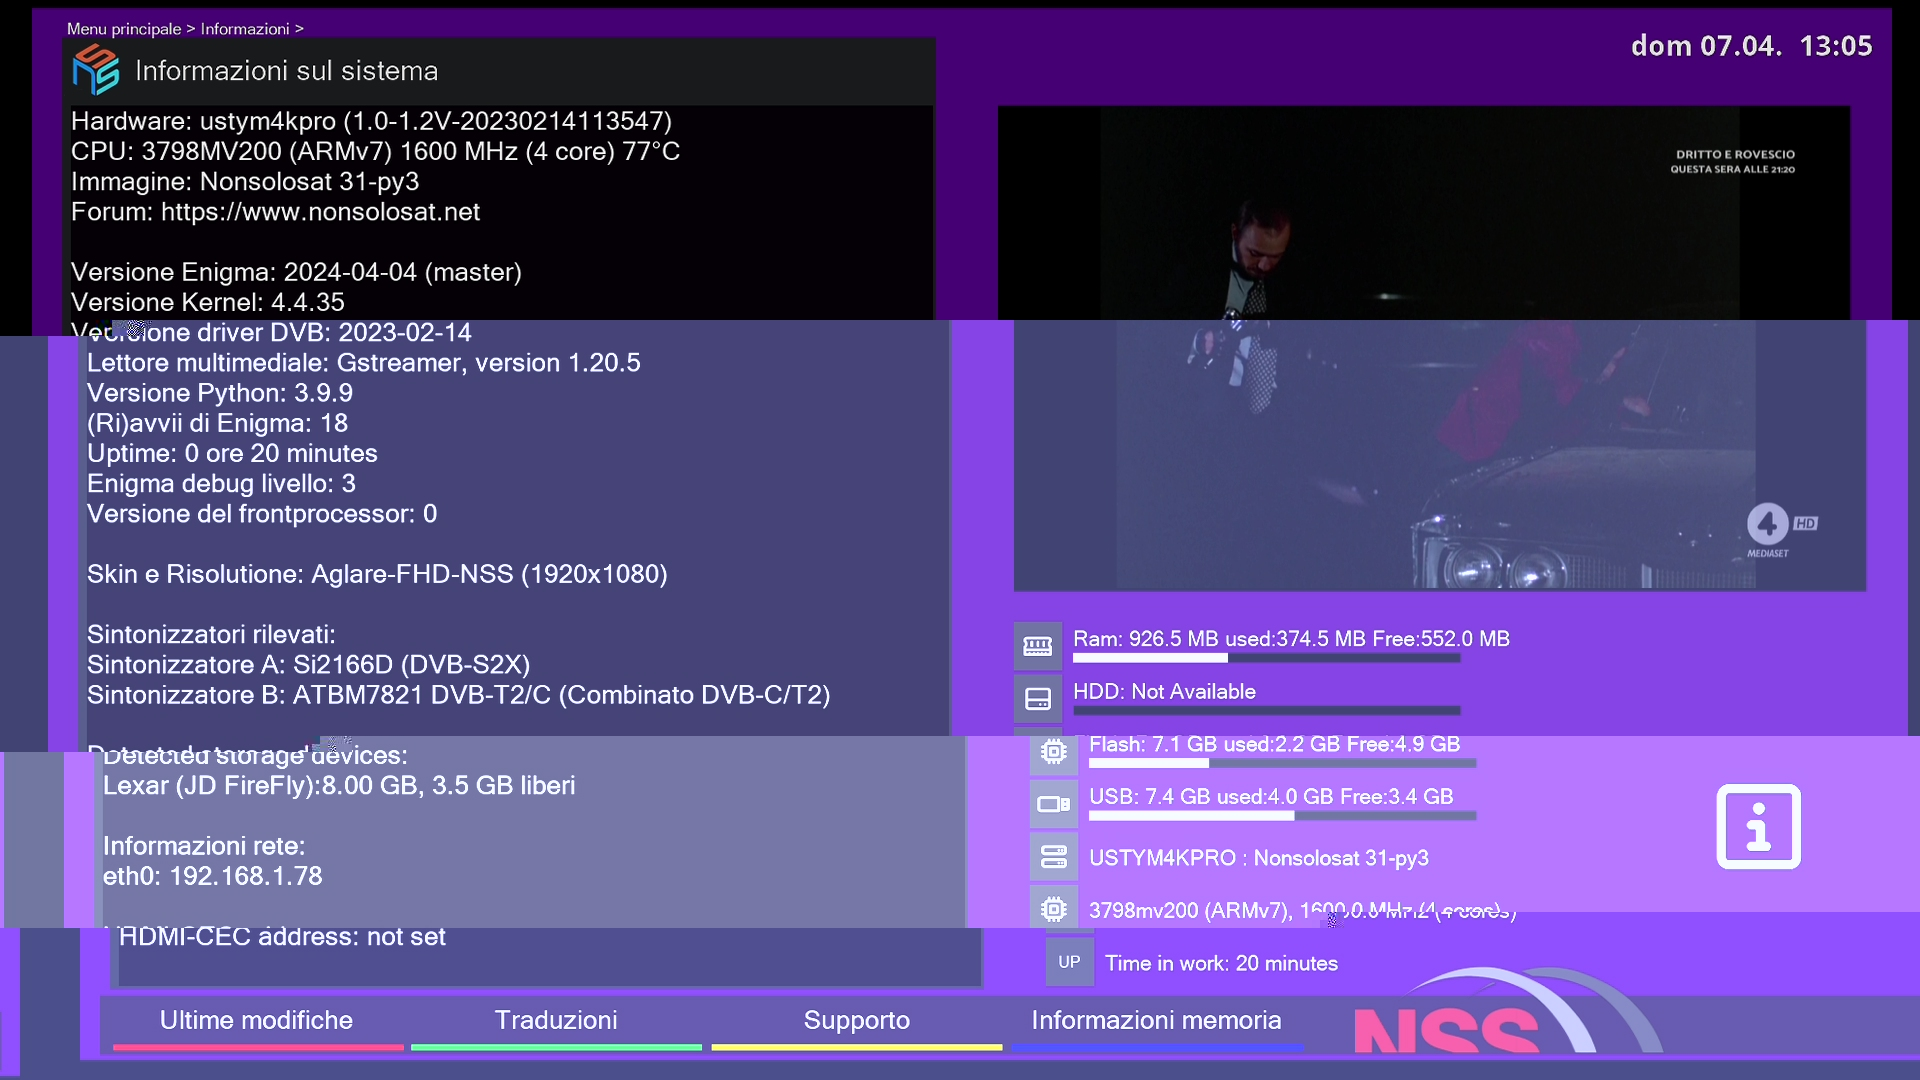 Menu principale > Informazioni >
Informazioni sul sistema
dom 07.04. 13:05
Hardware: ustym4kpro (1.0-1.2V-20230214113547)
CPU: 3798MV200 (ARMv7) 1600 MHz (4 core) 77°C
Immagine: Nonsolosat 31-py3
Forum: https://www.nonsolosat.net
Versione Enigma: 2024-04-04 (master)
Versione Kernel: 4.4.35
Versione driver DVB: 2023-02-14
Lettore multimediale: Gstreamer, version 1.20.5
Versione Python: 3.9.9
(Ri)avvii di Enigma: 18
Uptime: 0 ore 20 minutes
Enigma debug livello: 3
Versione del frontprocessor: 0
Skin e Risolutione: Aglare-FHD-NSS (1920x1080)
Sintonizzatori rilevati:
Sintonizzatore A: Si2166D (DVB-S2X)
Sintonizzatore B: ATBM7821 DVB-T2/C (Combinato DVB-C/T2)
Detected storage devices:
Lexar (JD FireFly):8.00 GB, 3.5 GB liberi
Informazioni rete:
eth0: 192.168.1.78
HDMI-CEC address: not set
DRITTO E ROVESCIO
QUESTA SERA ALLE 21:20
4 HD
MEDIASET
Ram: 926.5 MB used:374.5 MB Free:552.0 MB
HDD: Not Available
Flash: 7.1 GB used:2.2 GB Free:4.9 GB
USB: 7.4 GB used:4.0 GB Free:3.4 GB
USTYM4KPRO : Nonsolosat 31-py3
3798mv200 (ARMv7), 1600.0 MHz (4 cores)
UP Time in work: 20 minutes
Ultime modifiche
Traduzioni
Supporto
Informazioni memoria
NSS